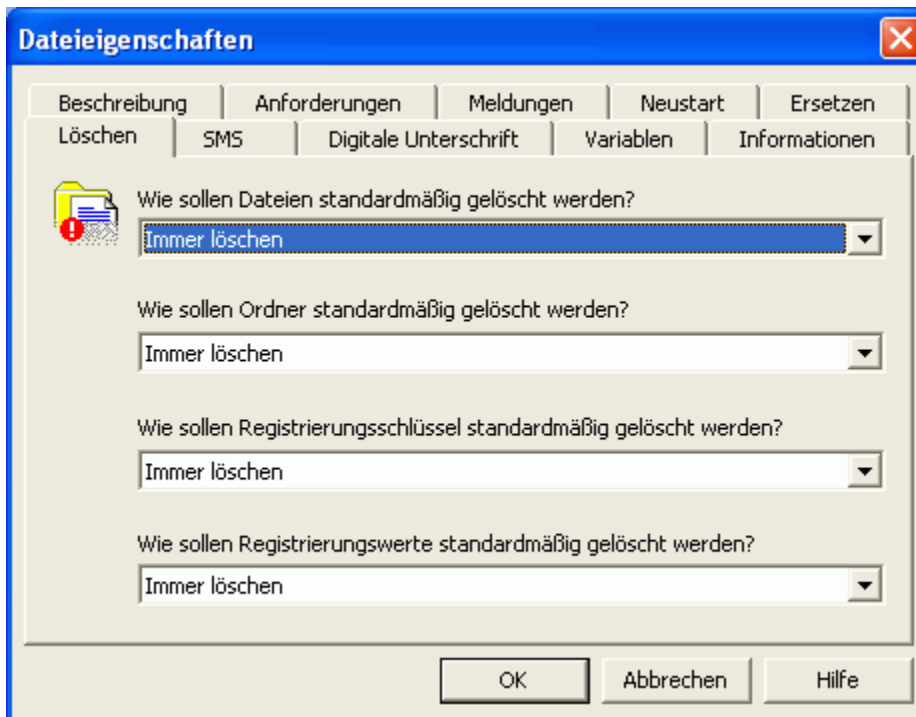 Dateieigenschaften
Beschreibung Anforderungen Meldungen Neustart Ersetzen
Löschen SMS Digitale Unterschrift Variablen Informationen
Wie sollen Dateien standardmäßig gelöscht werden?
Immer löschen
Wie sollen Ordner standardmäßig gelöscht werden?
Immer löschen
Wie sollen Registrierungsschlüssel standardmäßig gelöscht werden?
Immer löschen
Wie sollen Registrierungswerte standardmäßig gelöscht werden?
Immer löschen
OK Abbrechen Hilfe